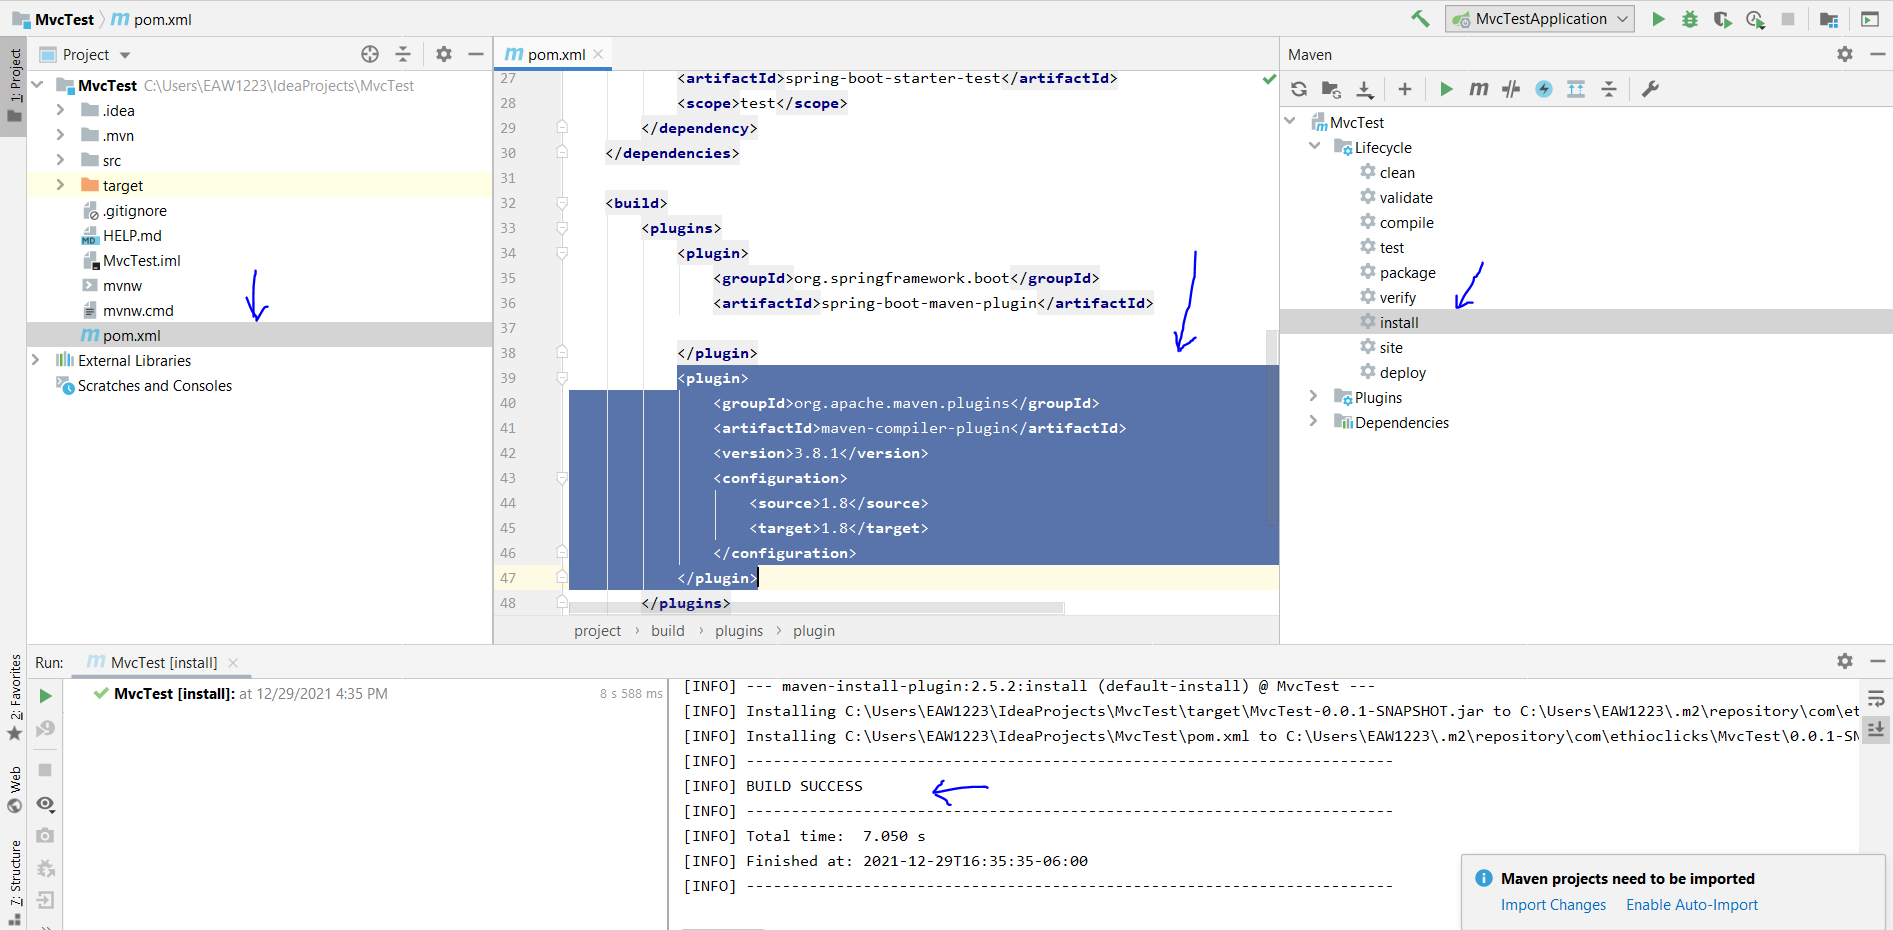 MvcTest pom.xml
MvcTestApplication
1: Project
Project
MvcTest C:\Users\EAW1223\IdeaProjects\MvcTest
.idea
.mvn
src
target
.gitignore
HELP.md
MvcTest.iml
mvnw
mvnw.cmd
pom.xml
External Libraries
Scratches and Consoles
pom.xml
27 <artifactId>spring-boot-starter-test</artifactId>
28 <scope>test</scope>
29 </dependency>
30 </dependencies>
31
32 <build>
33 <plugins>
34 <plugin>
35 <groupId>org.springframework.boot</groupId>
36 <artifactId>spring-boot-maven-plugin</artifactId>
37
38 </plugin>
39 <plugin>
40 <groupId>org.apache.maven.plugins</groupId>
41 <artifactId>maven-compiler-plugin</artifactId>
42 <version>3.8.1</version>
43 <configuration>
44 <source>1.8</source>
45 <target>1.8</target>
46 </configuration>
47 </plugin>
48 </plugins>
project › build › plugins › plugin
Maven
MvcTest
Lifecycle
clean
validate
compile
test
package
verify
install
site
deploy
Plugins
Dependencies
2: Favorites
Web
7: Structure
Run: MvcTest [install]
MvcTest [install]: at 12/29/2021 4:35 PM 8 s 588 ms
[INFO] --- maven-install-plugin:2.5.2:install (default-install) @ MvcTest ---
[INFO] Installing C:\Users\EAW1223\IdeaProjects\MvcTest\target\MvcTest-0.0.1-SNAPSHOT.jar to C:\Users\EAW1223\.m2\repository\com\et
[INFO] Installing C:\Users\EAW1223\IdeaProjects\MvcTest\pom.xml to C:\Users\EAW1223\.m2\repository\com\ethioclicks\MvcTest\0.0.1-SN
[INFO] ------------------------------------------------------------------------
[INFO] BUILD SUCCESS
[INFO] ------------------------------------------------------------------------
[INFO] Total time:  7.050 s
[INFO] Finished at: 2021-12-29T16:35:35-06:00
[INFO] ------------------------------------------------------------------------
Maven projects need to be imported
Import Changes Enable Auto-Import